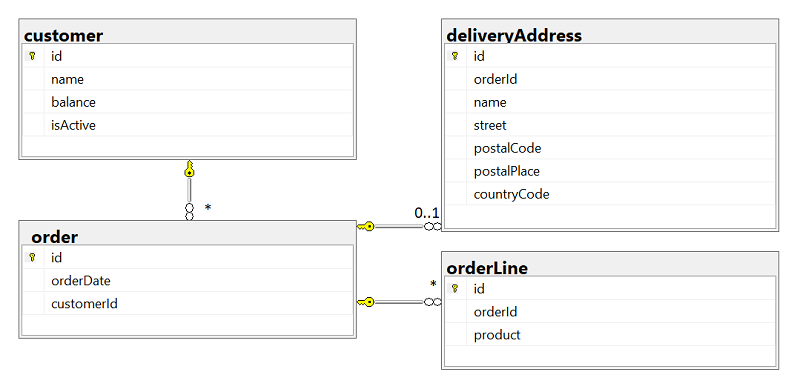 customer
id
name
balance
isActive
*
order
id
orderDate
customerId
deliveryAddress
id
orderId
name
street
postalCode
postalPlace
countryCode
0..1
*
orderLine
id
orderId
product